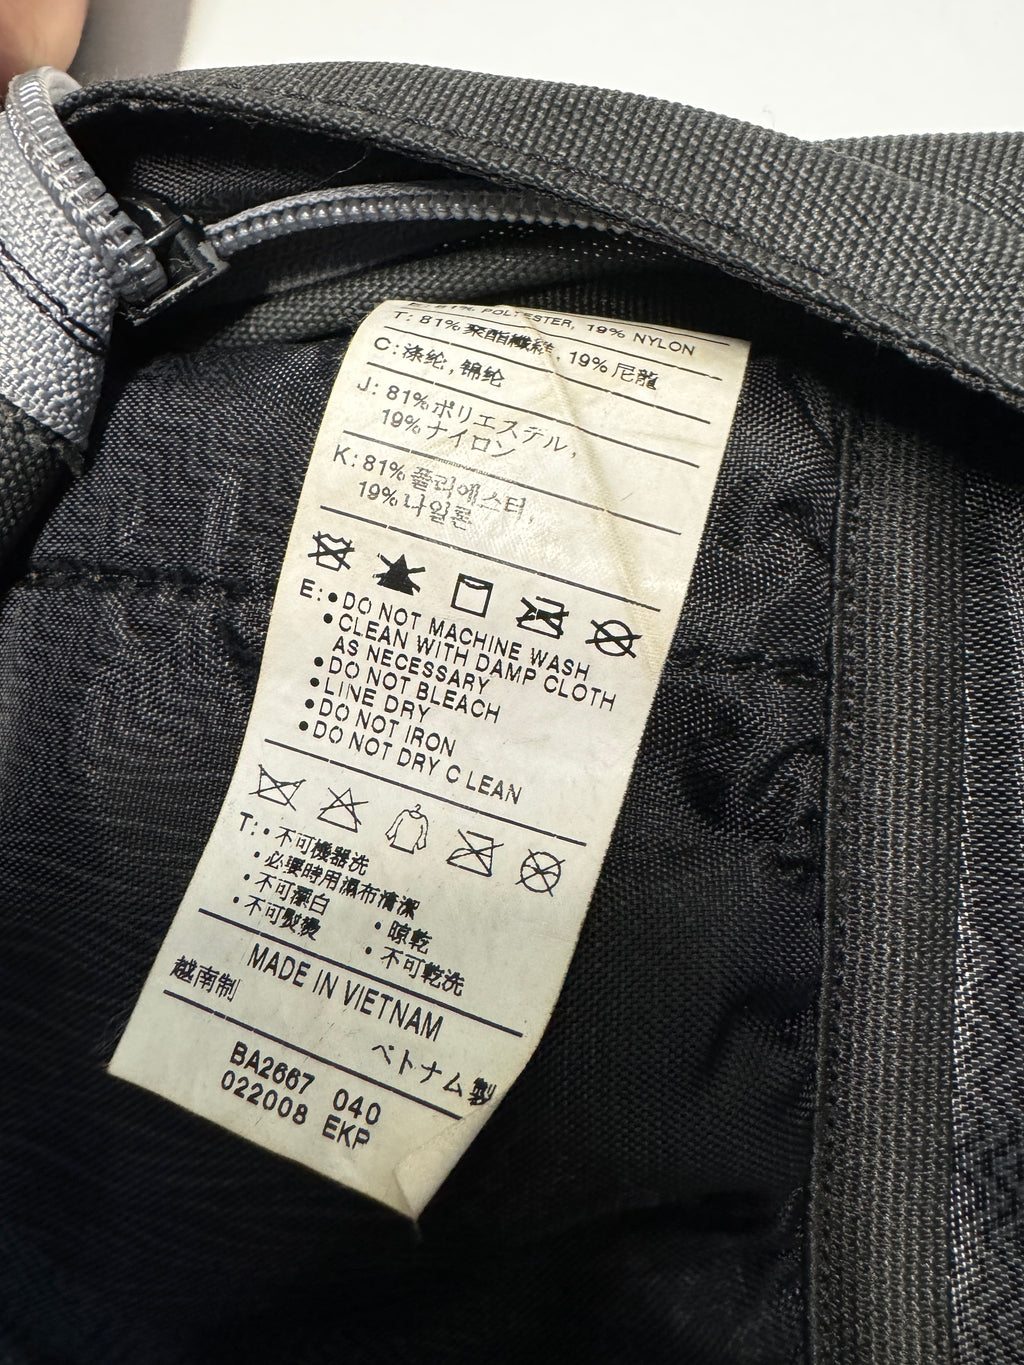 E: 81% POLYESTER, 19% NYLON
T: 81% 聚酯纖維, 19% 尼龍
C: 涤纶, 锦纶
J: 81% ポリエステル,
19% ナイロン
K: 81% 폴리에스터,
19% 나일론
E: • DO NOT MACHINE WASH
• CLEAN WITH DAMP CLOTH
AS NECESSARY
• DO NOT BLEACH
• LINE DRY
• DO NOT IRON
• DO NOT DRY CLEAN
T: • 不可機器洗
• 必要時用濕布清潔
• 不可漂白 • 晾乾
• 不可熨燙 • 不可乾洗
MADE IN VIETNAM
越南制
ベトナム製
BA2667 040
022008 EKP